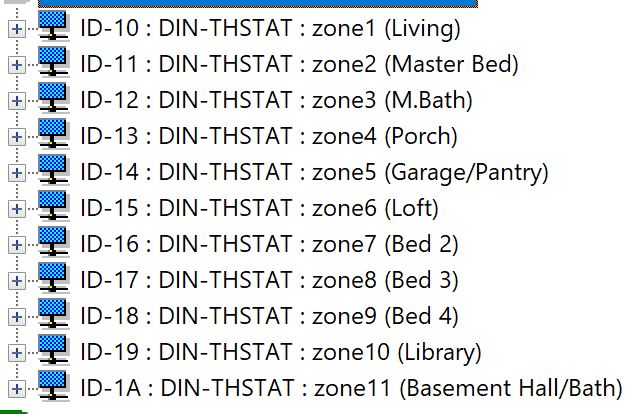 ID-10 : DIN-THSTAT : zone1 (Living)
ID-11 : DIN-THSTAT : zone2 (Master Bed)
ID-12 : DIN-THSTAT : zone3 (M.Bath)
ID-13 : DIN-THSTAT : zone4 (Porch)
ID-14 : DIN-THSTAT : zone5 (Garage/Pantry)
ID-15 : DIN-THSTAT : zone6 (Loft)
ID-16 : DIN-THSTAT : zone7 (Bed 2)
ID-17 : DIN-THSTAT : zone8 (Bed 3)
ID-18 : DIN-THSTAT : zone9 (Bed 4)
ID-19 : DIN-THSTAT : zone10 (Library)
ID-1A : DIN-THSTAT : zone11 (Basement Hall/Bath)